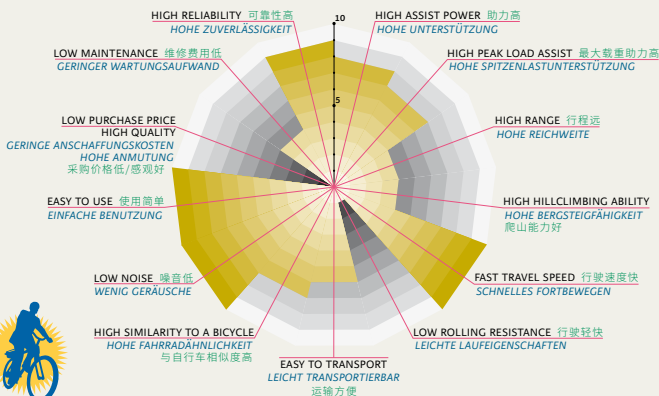 HIGH RELIABILITY 可靠性高
HOHE ZUVERLÄSSIGKEIT
10
HIGH ASSIST POWER 助力高
HOHE UNTERSTÜTZUNG
LOW MAINTENANCE 维修费用低
GERINGER WARTUNGSAUFWAND
HIGH PEAK LOAD ASSIST 最大载重助力高
HOHE SPITZENLASTUNTERSTÜTZUNG
5
LOW PURCHASE PRICE
HIGH QUALITY
GERINGE ANSCHAFFUNGSKOSTEN
HOHE ANMUTUNG
采购价格低/感观好
HIGH RANGE 行程远
HOHE REICHWEITE
EASY TO USE 使用简单
EINFACHE BENUTZUNG
HIGH HILLCLIMBING ABILITY
HOHE BERGSTEIGFÄHIGKEIT
爬山能力好
LOW NOISE 噪音低
WENIG GERÄUSCHE
FAST TRAVEL SPEED 行驶速度快
SCHNELLES FORTBEWEGEN
HIGH SIMILARITY TO A BICYCLE
HOHE FAHRRADÄHNLICHKEIT
与自行车相似度高
LOW ROLLING RESISTANCE 行驶轻快
LEICHTE LAUFEIGENSCHAFTEN
EASY TO TRANSPORT
LEICHT TRANSPORTIERBAR
运输方便